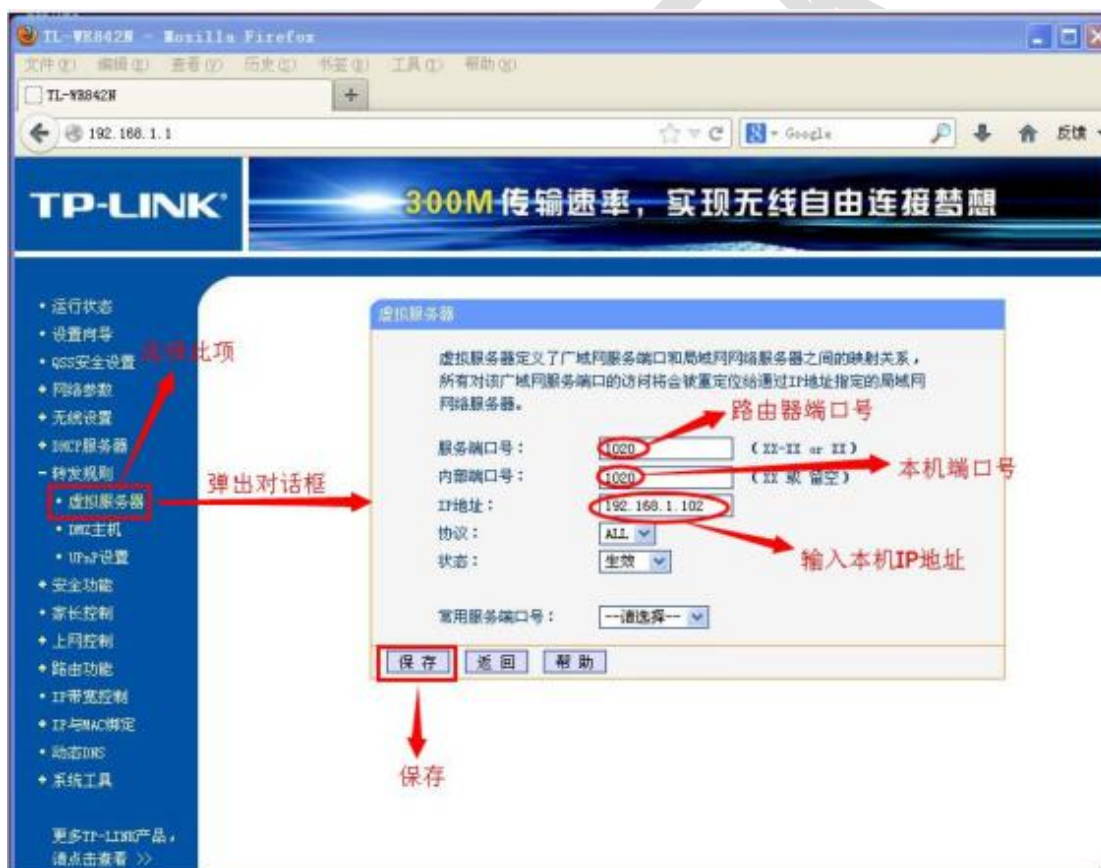 TL-WR842N - Mozilla Firefox
文件(F) 编辑(E) 查看(V) 历史(S) 书签(B) 工具(T) 帮助(H)
TL-WR842N
192.168.1.1
Google
反馈
TP-LINK
300M传输速率，实现无线自由连接梦想
运行状态
设置向导
QSS安全设置
此项
网络参数
无线设置
DHCP服务器
转发规则
虚拟服务器
DMZ主机
UPnP设置
安全功能
家长控制
上网控制
路由功能
IP带宽控制
IP与MAC绑定
动态DNS
系统工具
更多TP-LINK产品，
请点击查看 >>
弹出对话框
虚拟服务器
虚拟服务器定义了广域网服务端口和局域网网络服务器之间的映射关系，
所有对该广域网服务端口的访问将会被重定位给通过IP地址指定的局域网
网络服务器。
路由器端口号
服务端口号： 1020 (XX-XX or XX)
内部端口号： 1020 (XX 或 留空)
本机端口号
IP地址： 192.168.1.102
协议： ALL
状态： 生效
输入本机IP地址
常用服务端口号： --请选择--
保 存 返 回 帮 助
保存